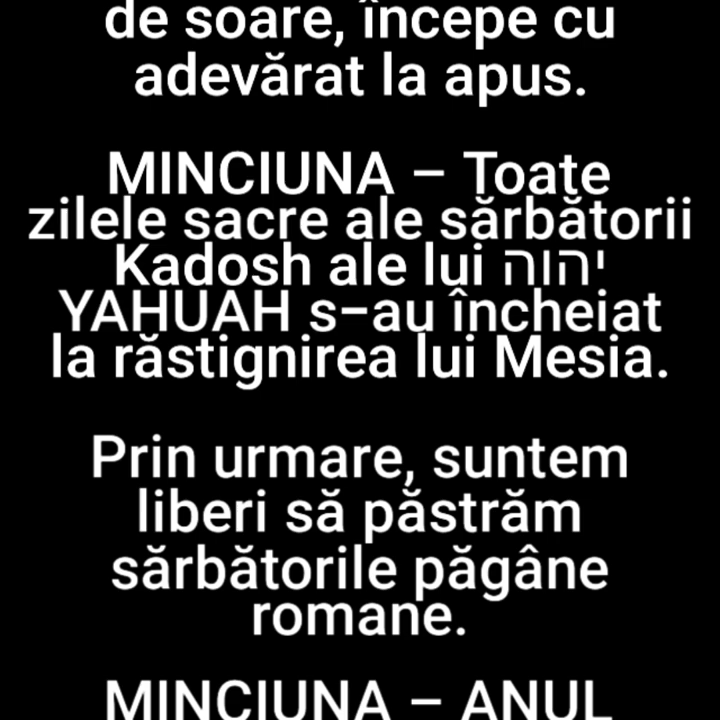 de soare, începe cu
adevărat la apus.
MINCIUNA – Toate
zilele sacre ale sărbătorii
Kadosh ale lui יהוה
YAHUAH s-au încheiat
la răstignirea lui Mesia.
Prin urmare, suntem
liberi să păstrăm
sărbătorile păgâne
romane.
MINCIUNA – ANUL